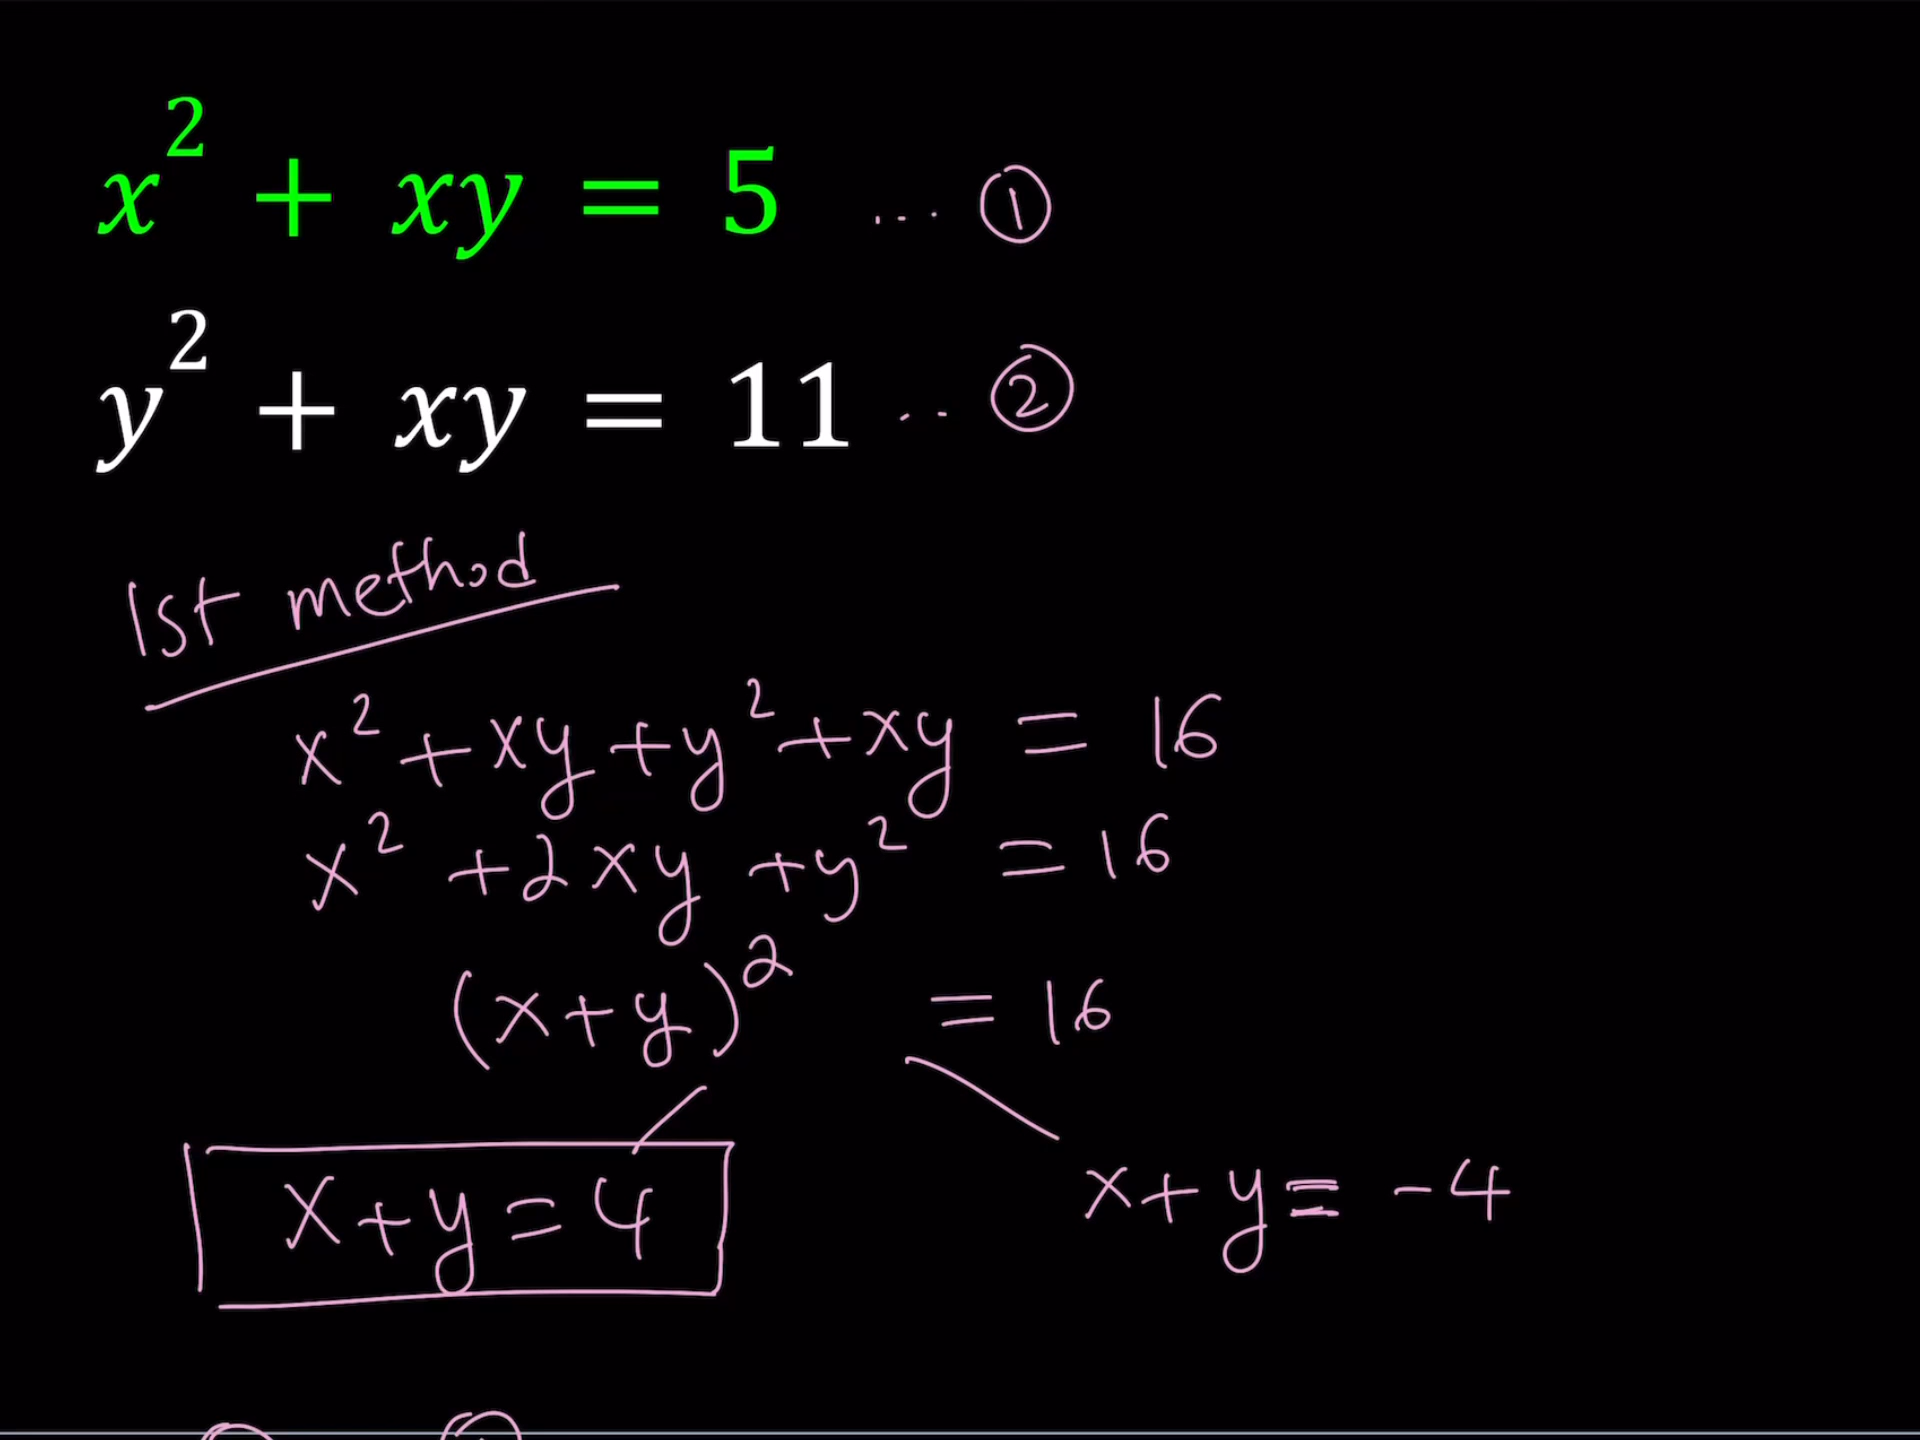 x² + xy = 5 ... ①
y² + xy = 11 .. ②
1st method
x² + xy + y² + xy = 16
x² + 2xy + y² = 16
(x + y)² = 16
x + y = 4
x + y = -4